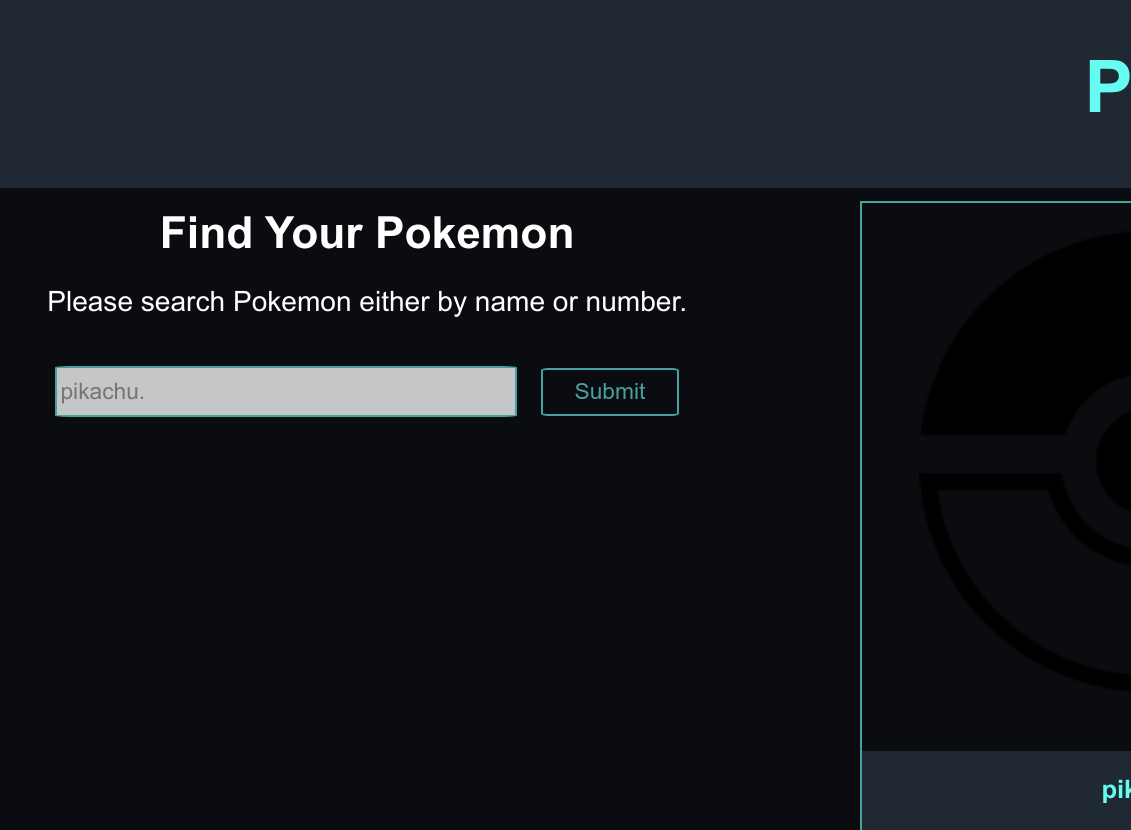 P
Find Your Pokemon
Please search Pokemon either by name or number.
pikachu.
Submit
pik